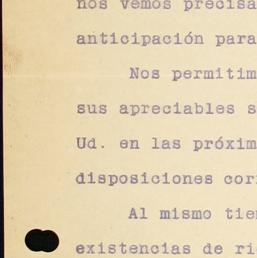 nos vemos precisa
anticipación para
Nos permitim
sus apreciables s
Ud. en las próxim
disposiciones cor
Al mismo tien
existencias de ri